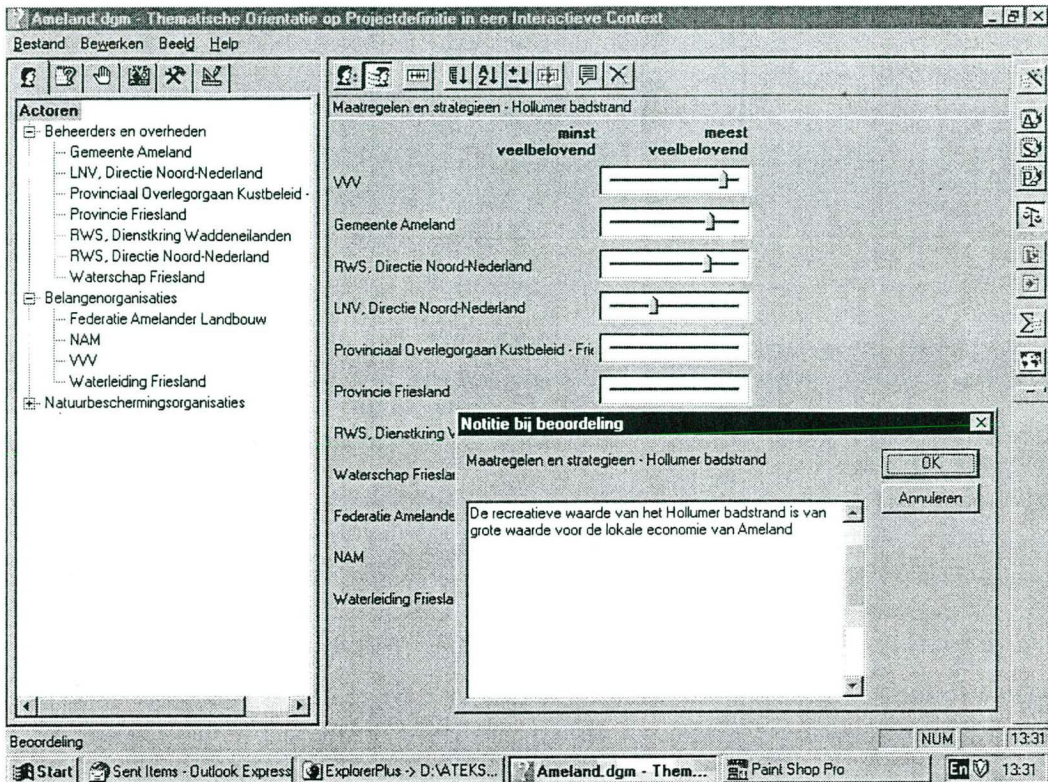 Ameland.dgm - Thematische Orientatie op Projectdefinitie in een Interactieve Context
Bestand Bewerken Beeld Help
Actoren
Beheerders en overheden
Gemeente Ameland
LNV, Directie Noord-Nederland
Provinciaal Overlegorgaan Kustbeleid -
Provincie Friesland
RWS, Dienstkring Waddeneilanden
RWS, Directie Noord-Nederland
Waterschap Friesland
Belangenorganisaties
Federatie Amelander Landbouw
NAM
VVV
Waterleiding Friesland
Natuurbeschermingsorganisaties
Maatregelen en strategieen - Hollumer badstrand
minst meest
veelbelovend veelbelovend
VVV
Gemeente Ameland
RWS, Directie Noord-Nederland
LNV, Directie Noord-Nederland
Provinciaal Overlegorgaan Kustbeleid - Frie
Provincie Friesland
RWS, Dienstkring W
Waterschap Frieslan
Federatie Amelande
NAM
Waterleiding Friesla
Notitie bij beoordeling
Maatregelen en strategieen - Hollumer badstrand
OK
Annuleren
De recreatieve waarde van het Hollumer badstrand is van
grote waarde voor de lokale economie van Ameland
Beoordeling NUM 13:31
Start Sent Items - Outlook Express ExplorerPlus -> D:\ATEKS... Ameland.dgm - Them... Paint Shop Pro En 13:31